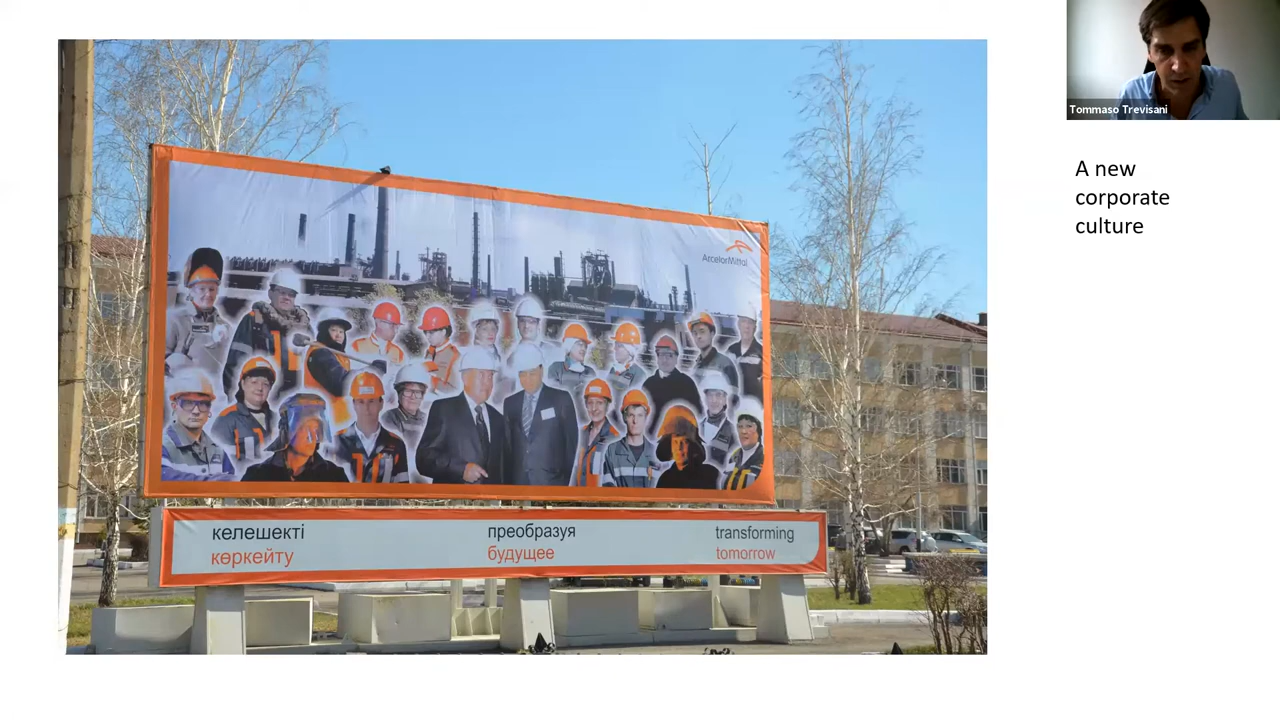 Tommaso Trevisani
A new
corporate
culture
ArcelorMittal
келешекті
көркейту
преобразуя
будущее
transforming
tomorrow